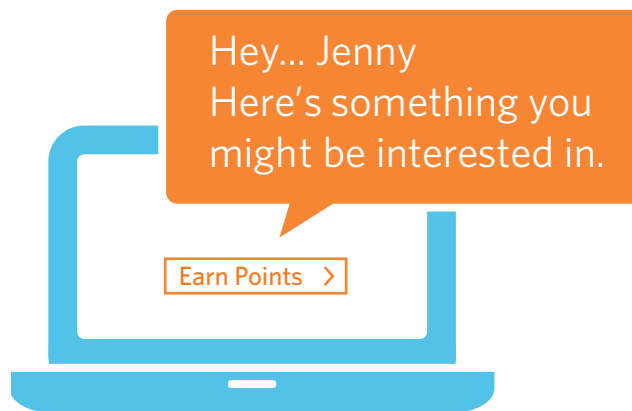 Hey... Jenny
Here's something you
might be interested in.
Earn Points >